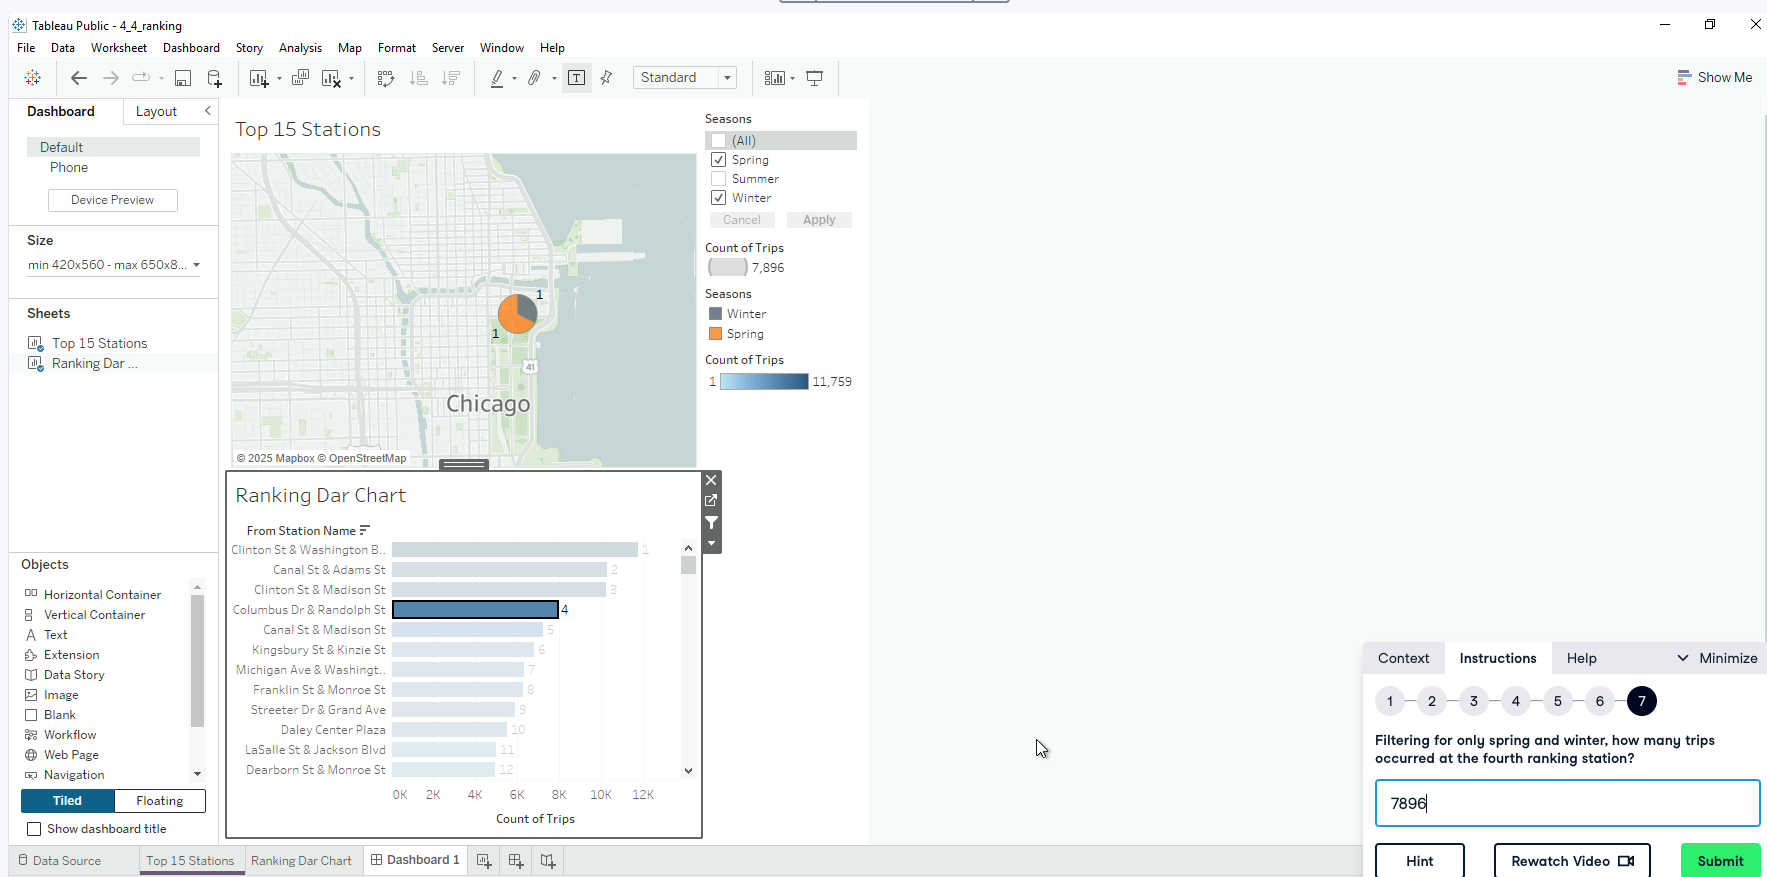 Tableau Public - 4_4_ranking
File Data Worksheet Dashboard Story Analysis Map Format Server Window Help
Standard
Show Me
Dashboard Layout
Default
Phone
Device Preview
Size
min 420x560 - max 650x8...
Sheets
Top 15 Stations
Ranking Dar ...
Objects
Horizontal Container
Vertical Container
Text
Extension
Data Story
Image
Blank
Workflow
Web Page
Navigation
Tiled Floating
Show dashboard title
Top 15 Stations
1
1
41
Chicago
© 2025 Mapbox © OpenStreetMap
Seasons
(All)
Spring
Summer
Winter
Cancel Apply
Count of Trips
7,896
Seasons
Winter
Spring
Count of Trips
1 11,759
Ranking Dar Chart
From Station Name
Clinton St & Washington B.. 1
Canal St & Adams St 2
Clinton St & Madison St 3
Columbus Dr & Randolph St 4
Canal St & Madison St 5
Kingsbury St & Kinzie St 6
Michigan Ave & Washingt.. 7
Franklin St & Monroe St 8
Streeter Dr & Grand Ave 9
Daley Center Plaza 10
LaSalle St & Jackson Blvd 11
Dearborn St & Monroe St 12
0K 2K 4K 6K 8K 10K 12K
Count of Trips
Data Source Top 15 Stations Ranking Dar Chart Dashboard 1
Context Instructions Help Minimize
1 2 3 4 5 6 7
Filtering for only spring and winter, how many trips
occurred at the fourth ranking station?
7896
Hint Rewatch Video Submit